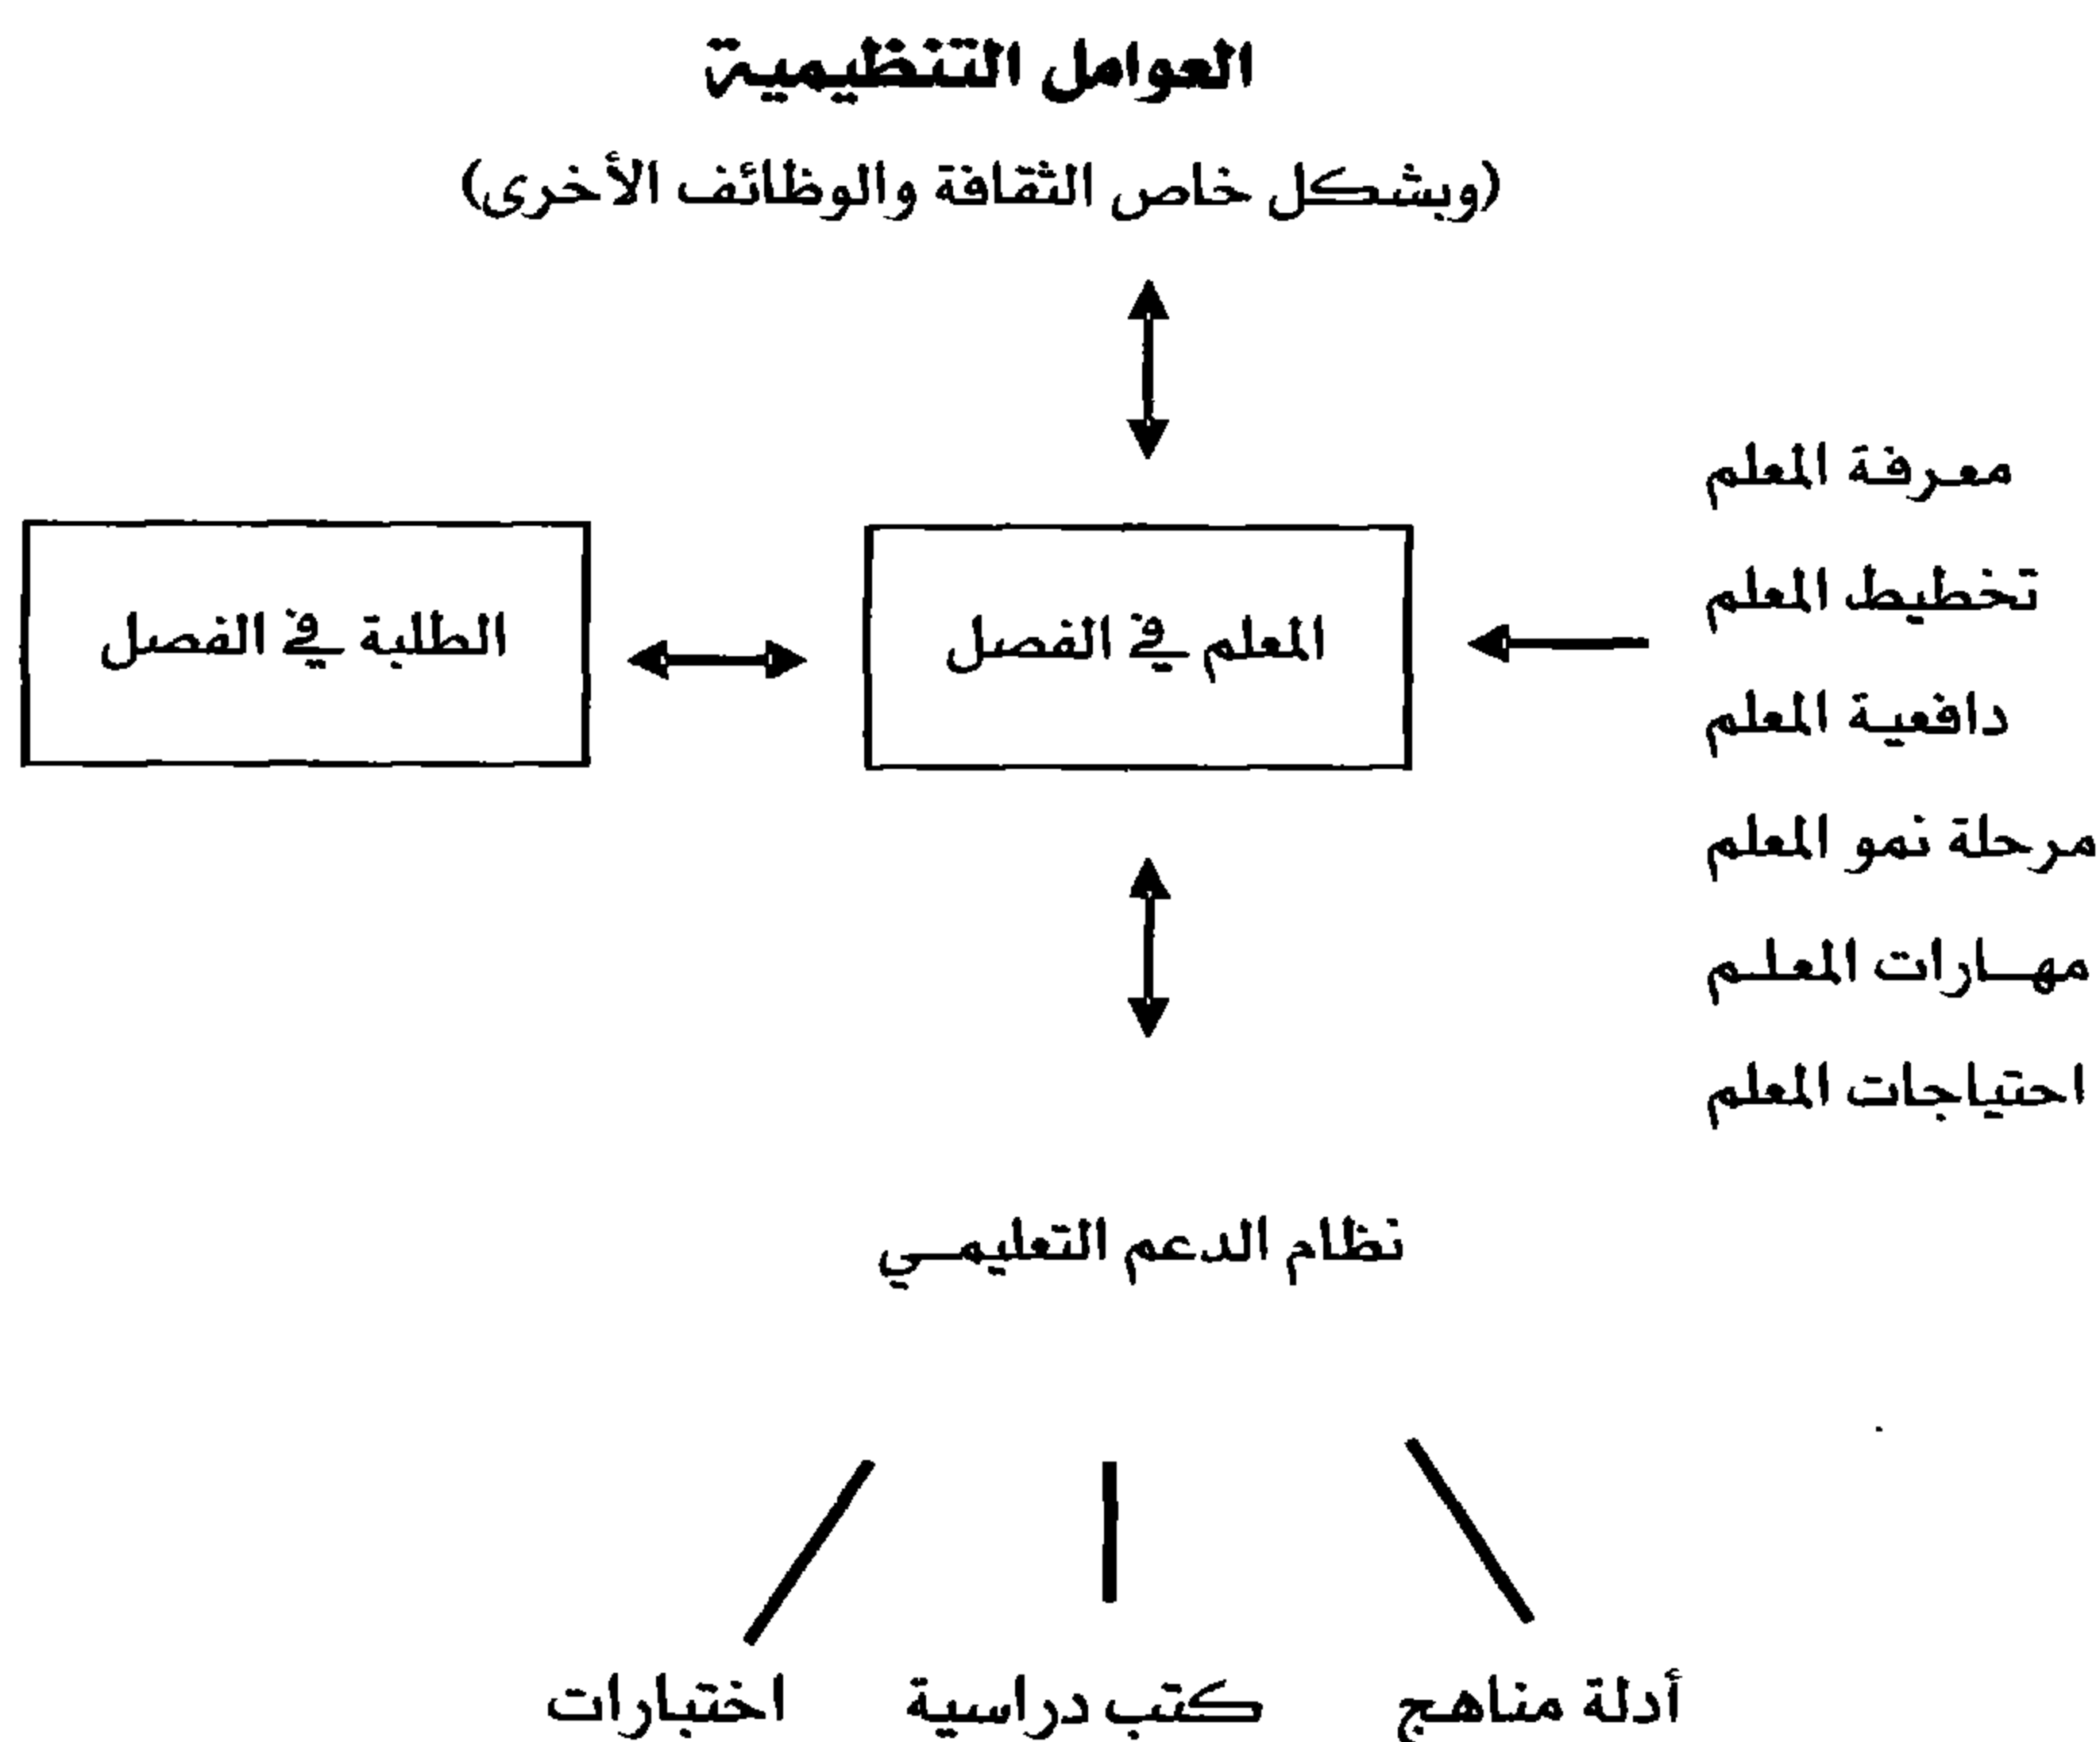 العوامل التنظيمية
(وبشكل خاص الثقافة والوظائف الأخرى)
معرفة المعلم
تخطيط المعلم
دافعية المعلم
مرحلة نمو المعلم
مهارات المعلم
احتياجات المعلم
المعلم في الفصل
الطلبة في الفصل
نظام الدعم التعليمي
أدلة مناهج
كتب دراسية
اختبارات